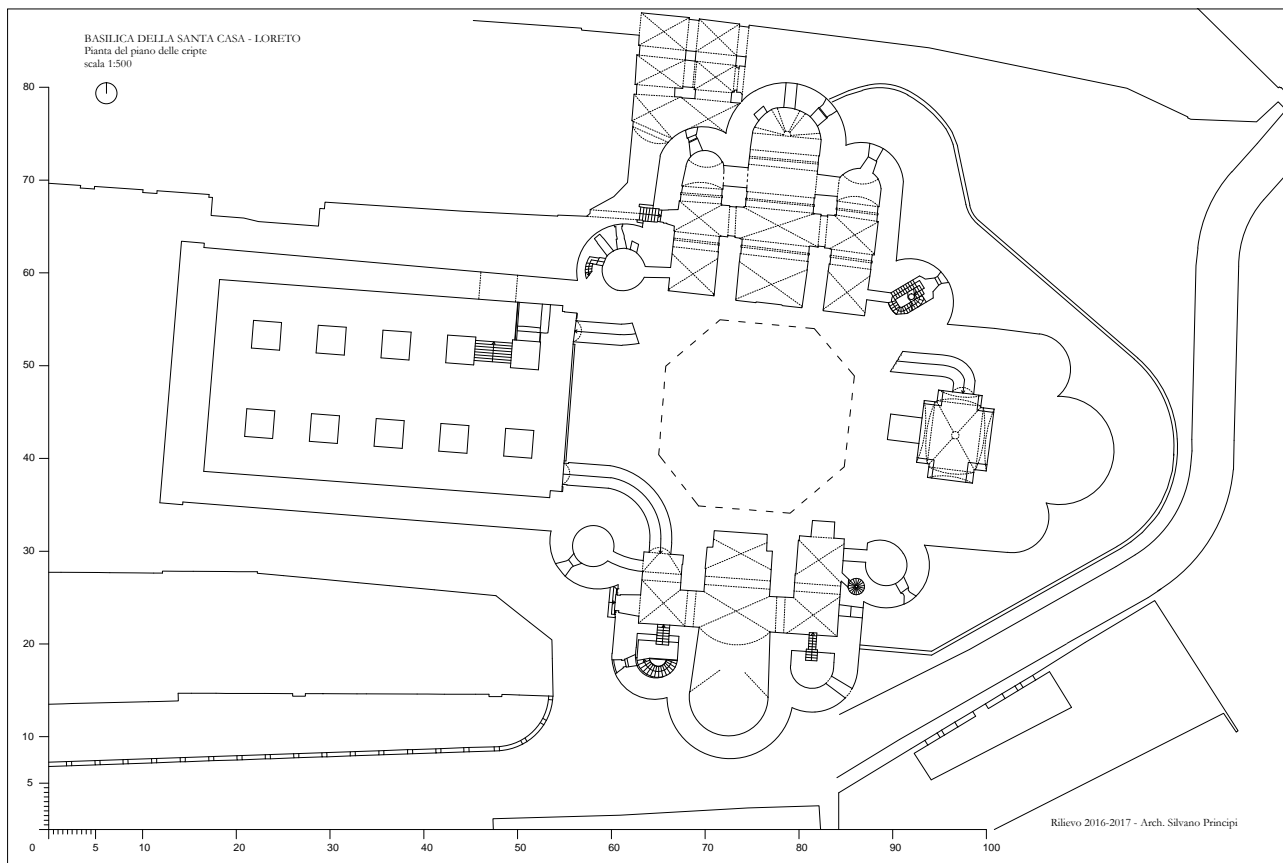 BASILICA DELLA SANTA CASA - LORETO
Pianta del piano delle cripte
scala 1:500
80
70
60
50
40
30
20
10
5
0 5 10 20 30 40 50 60 70 80 90 100
Rilievo 2016-2017 - Arch. Silvano Principi